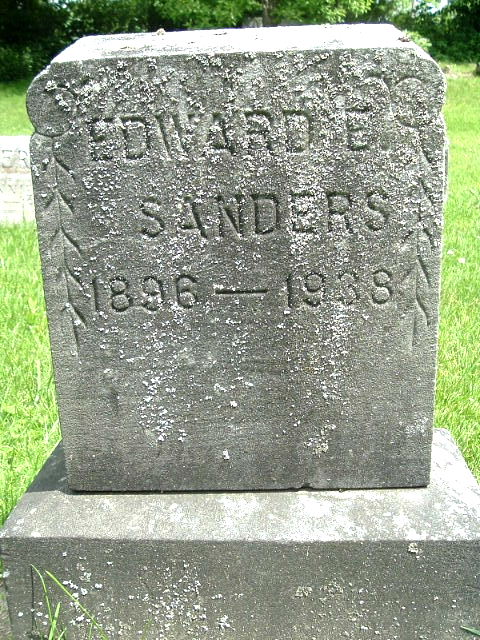 EDWARD E.
SANDERS
1896 — 1938